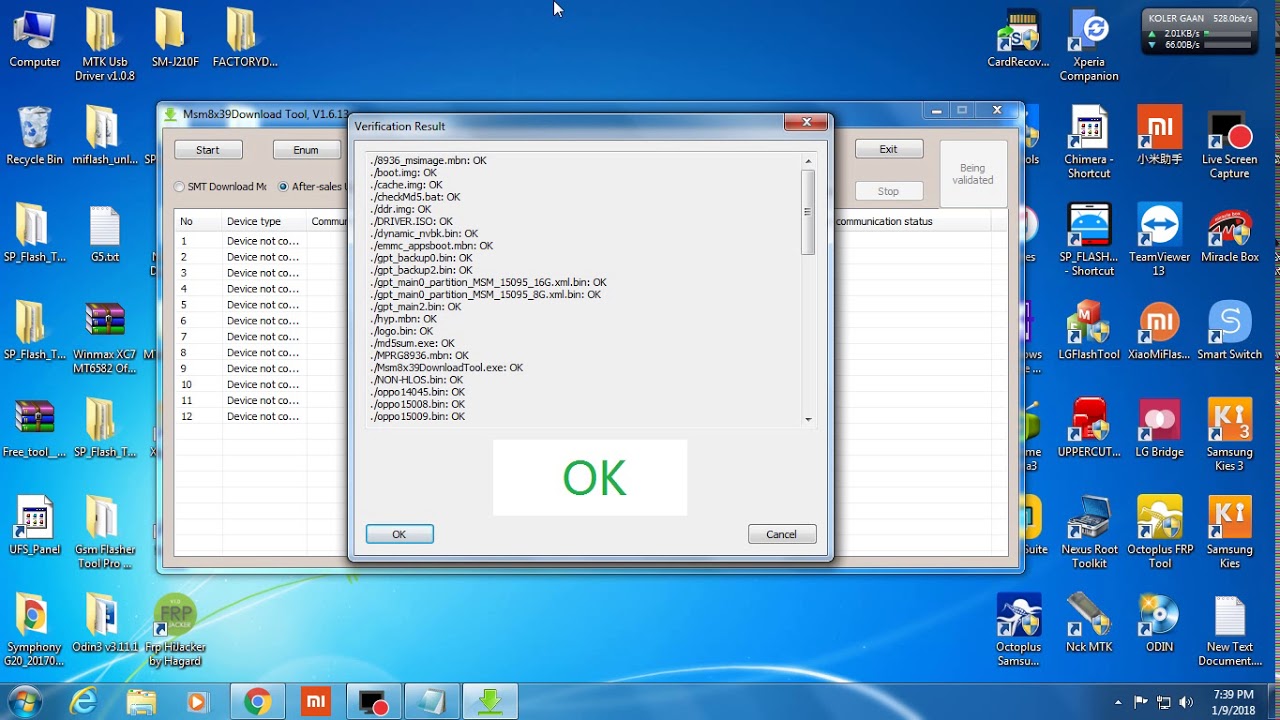 Computer
MTK Usb
Driver v1.0.8
SM-J210F
FACTORYD...
CardRecov...
Xperia
Companion
KOLER GAAN 528.0bit/s
2.01KB/s
66.00B/s
Recycle Bin
miflash_unl...
SP
Chimera -
Shortcut
小米助手
Live Screen
Capture
SP_Flash_T...
G5.txt
SP_FLASH...
- Shortcut
TeamViewer
13
Miracle Box
SP_Flash_T...
Winmax XC7
MT6582 Of...
LGFlashTool
XiaoMiFlas...
Smart Switch
Free_tool__...
SP_Flash_T...
UPPERCUT...
LG Bridge
Samsung
Kies 3
UFS_Panel
Gsm Flasher
Tool Pro ...
Suite
Nexus Root
Toolkit
Octoplus FRP
Tool
Samsung
Kies
Symphony
G20_20170...
Odin3 v3.11.1
FRP
Frp HiJacker
by Hagard
Octoplus
Samsu...
Nck MTK
ODIN
New Text
Document....
Msm8x39Download Tool, V1.6.13
Start
Enum
Exit
Stop
Being
validated
SMT Download Mo
After-sales U
No Device type Commu communication status
1 Device not co...
2 Device not co...
3 Device not co...
4 Device not co...
5 Device not co...
6 Device not co...
7 Device not co...
8 Device not co...
9 Device not co...
10 Device not co...
11 Device not co...
12 Device not co...
Verification Result
./8936_msimage.mbn: OK
./boot.img: OK
./cache.img: OK
./checkMd5.bat: OK
./ddr.img: OK
./DRIVER.ISO: OK
./dynamic_nvbk.bin: OK
./emmc_appsboot.mbn: OK
./gpt_backup0.bin: OK
./gpt_backup2.bin: OK
./gpt_main0_partition_MSM_15095_16G.xml.bin: OK
./gpt_main0_partition_MSM_15095_8G.xml.bin: OK
./gpt_main2.bin: OK
./hyp.mbn: OK
./logo.bin: OK
./md5sum.exe: OK
./MPRG8936.mbn: OK
./Msm8x39DownloadTool.exe: OK
./NON-HLOS.bin: OK
./oppo14045.bin: OK
./oppo15008.bin: OK
./oppo15009.bin: OK
OK
OK
Cancel
7:39 PM
1/9/2018